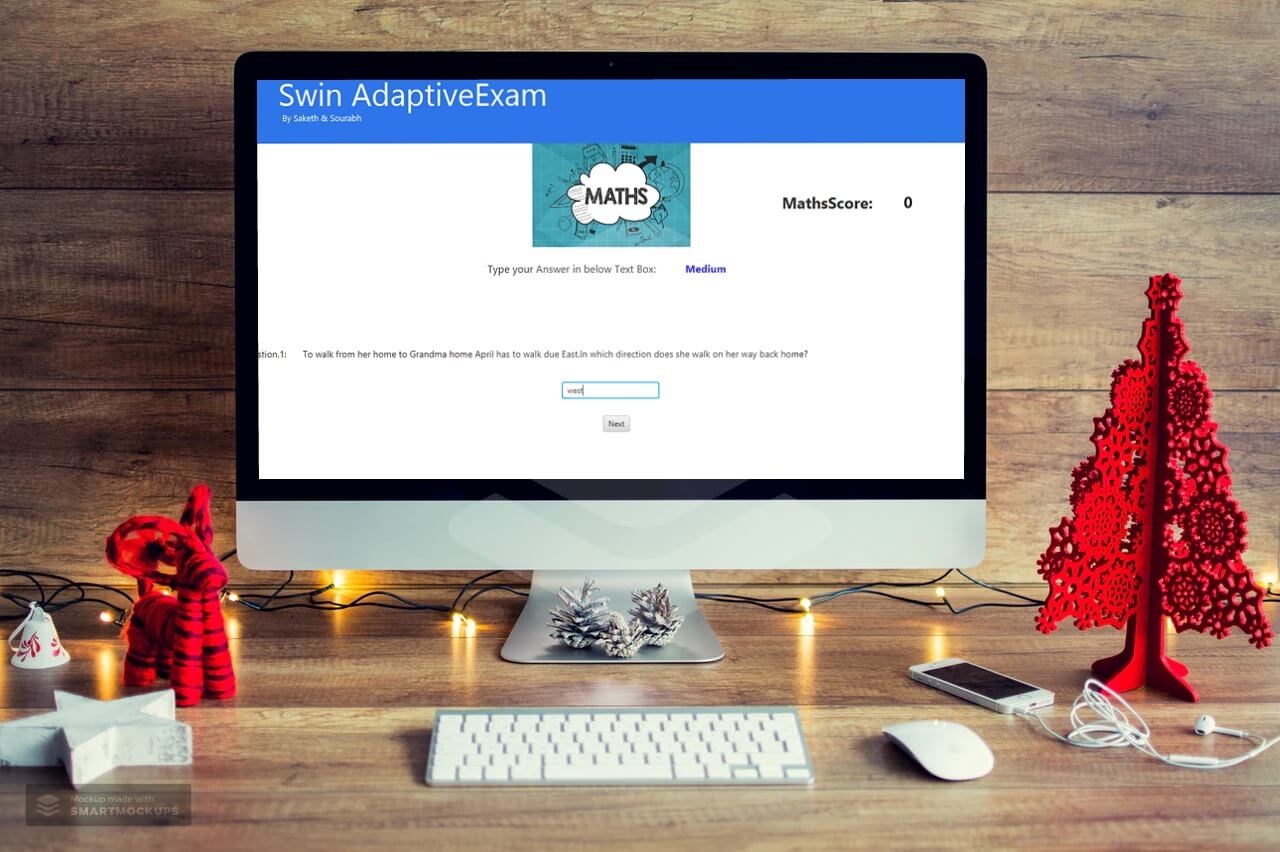 Swin AdaptiveExam
By Saketh & Sourabh
MATHS
MathsScore: 0
Type your Answer in below Text Box: Medium
stion.1: To walk from her home to Grandma home April has to walk due East.In which direction does she walk on her way back home?
west
Next
Mockup made with
SMARTMOCKUPS